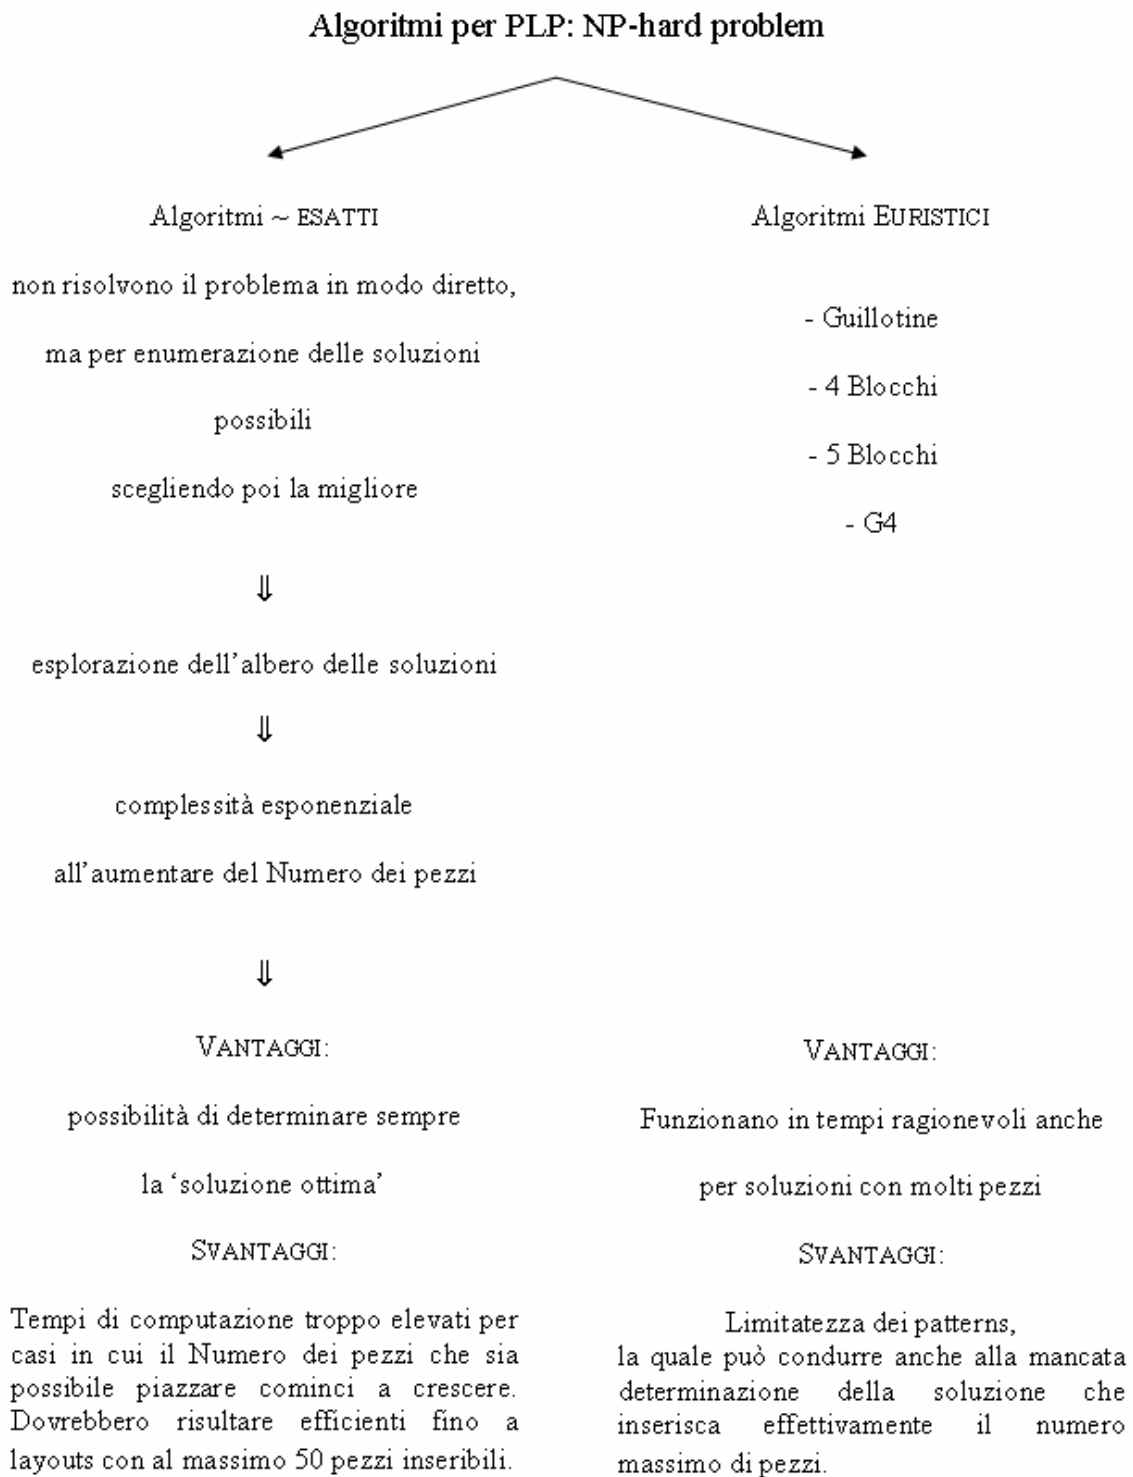 Algoritmi per PLP: NP-hard problem
Algoritmi ~ ESATTI
non risolvono il problema in modo diretto,
ma per enumerazione delle soluzioni
possibili
scegliendo poi la migliore
⇓
esplorazione dell'albero delle soluzioni
⇓
complessità esponenziale
all'aumentare del Numero dei pezzi
⇓
VANTAGGI:
possibilità di determinare sempre
la ‘soluzione ottima’
SVANTAGGI:
Tempi di computazione troppo elevati per
casi in cui il Numero dei pezzi che sia
possibile piazzare cominci a crescere.
Dovrebbero risultare efficienti fino a
layouts con al massimo 50 pezzi inseribili.
Algoritmi EURISTICI
- Guillotine
- 4 Blocchi
- 5 Blocchi
- G4
VANTAGGI:
Funzionano in tempi ragionevoli anche
per soluzioni con molti pezzi
SVANTAGGI:
Limitatezza dei patterns,
la quale può condurre anche alla mancata
determinazione della soluzione che
inserisca effettivamente il numero
massimo di pezzi.